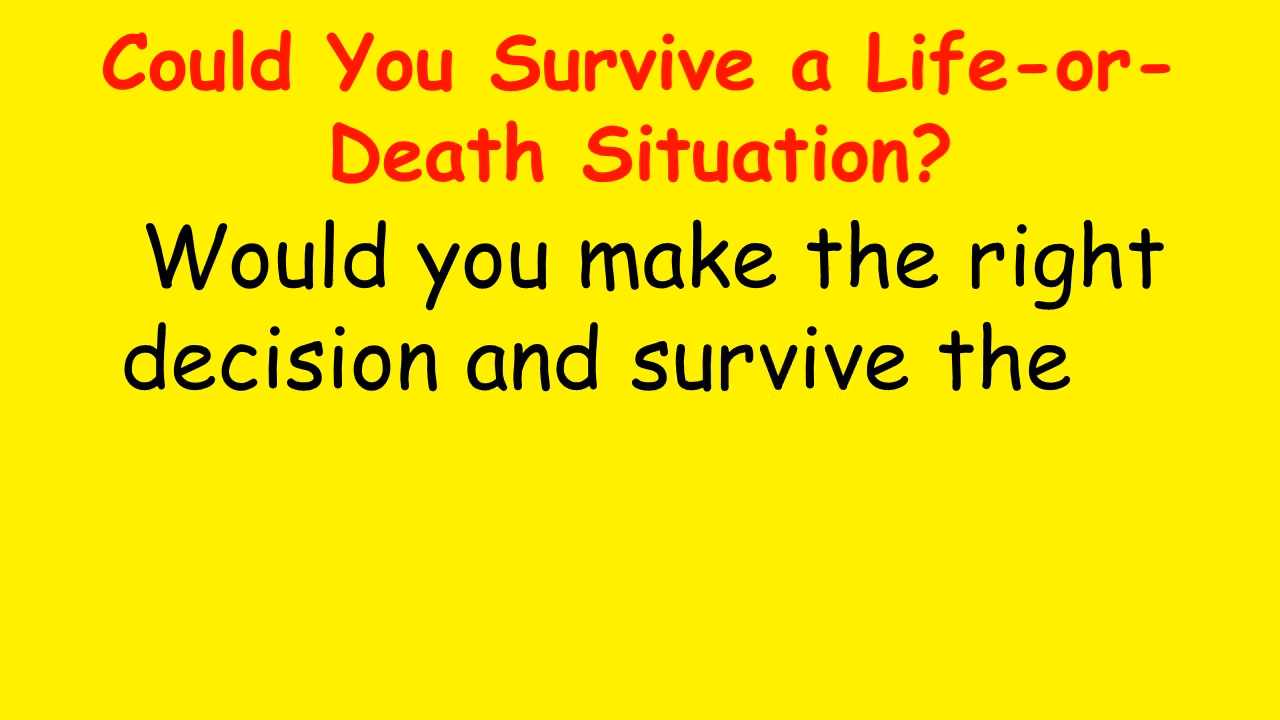 Could You Survive a Life-or-
Death Situation?
Would you make the right
decision and survive the